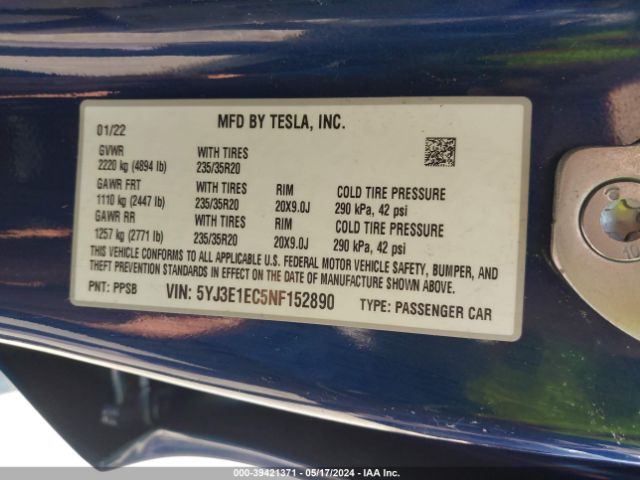 01/22 MFD BY TESLA, INC.
GVWR WITH TIRES
2220 kg (4894 lb) 235/35R20
GAWR FRT WITH TIRES RIM COLD TIRE PRESSURE
1110 kg (2447 lb) 235/35R20 20X9.0J 290 kPa, 42 psi
GAWR RR WITH TIRES RIM COLD TIRE PRESSURE
1257 kg (2771 lb) 235/35R20 20X9.0J 290 kPa, 42 psi
THIS VEHICLE CONFORMS TO ALL APPLICABLE U.S. FEDERAL MOTOR VEHICLE SAFETY, BUMPER, AND
THEFT PREVENTION STANDARDS IN EFFECT ON THE DATE OF MANUFACTURE SHOWN ABOVE.
PNT: PPSB VIN: 5YJ3E1EC5NF152890 TYPE: PASSENGER CAR
000-39421371 - 05/17/2024 - IAA Inc.